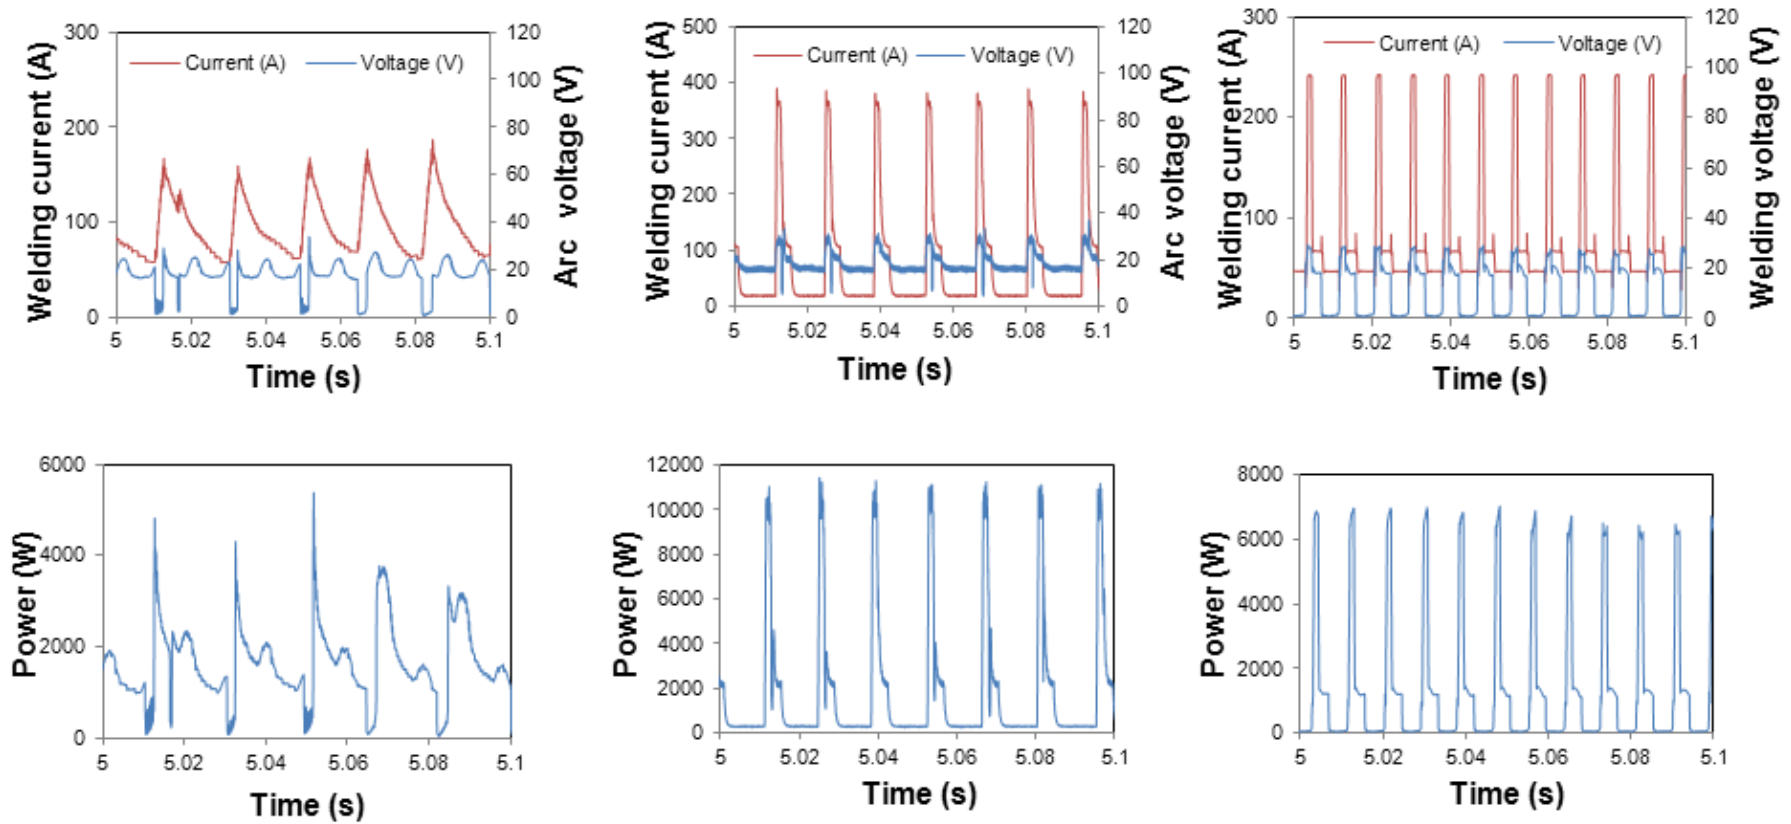 Welding current (A)
300
200
100
0
Current (A) Voltage (V)
120
100
80
60
40
20
0
Arc voltage (V)
5 5.02 5.04 5.06 5.08 5.1
Time (s)
Welding current (A)
500
400
300
200
100
0
Current (A) Voltage (V)
120
100
80
60
40
20
0
Arc voltage (V)
5 5.02 5.04 5.06 5.08 5.1
Time (s)
Welding current (A)
300
200
100
0
Current (A) Voltage (V)
120
100
80
60
40
20
0
Welding voltage (V)
5 5.02 5.04 5.06 5.08 5.1
Time (s)
Power (W)
6000
4000
2000
0
5 5.02 5.04 5.06 5.08 5.1
Time (s)
Power (W)
12000
10000
8000
6000
4000
2000
0
5 5.02 5.04 5.06 5.08 5.1
Time (s)
Power (W)
8000
6000
4000
2000
0
5 5.02 5.04 5.06 5.08 5.1
Time (s)